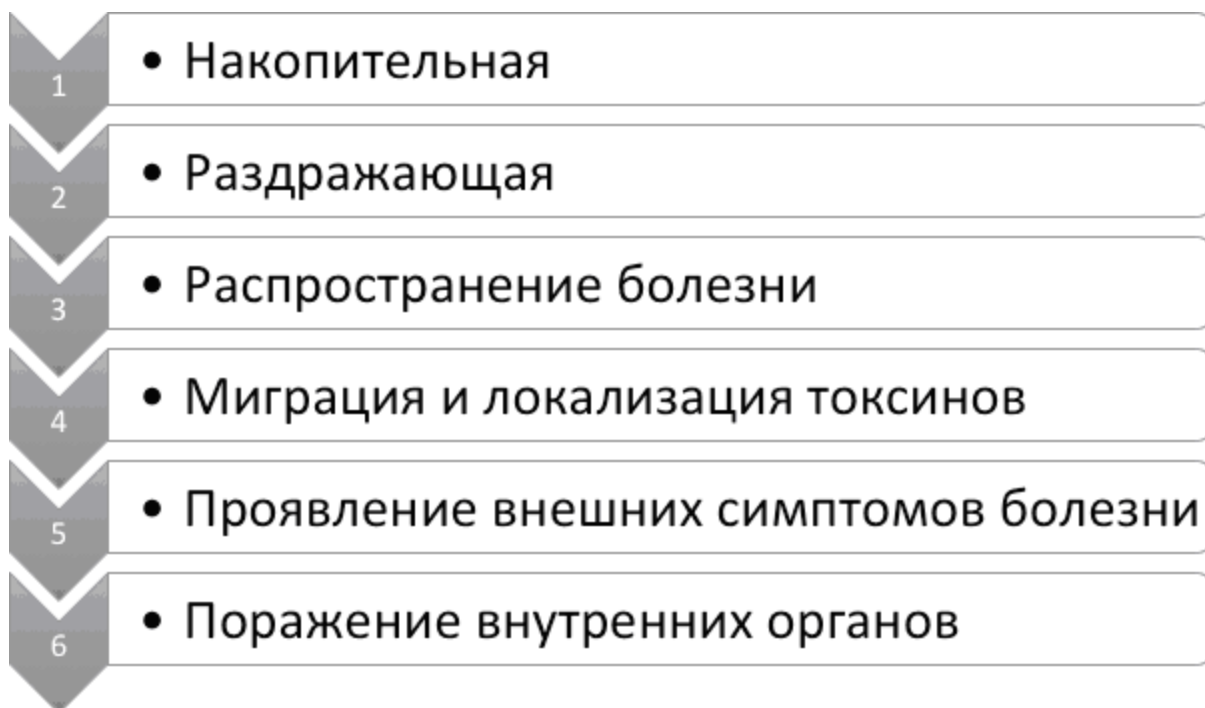 1
• Накопительная
2
• Раздражающая
3
• Распространение болезни
4
• Миграция и локализация токсинов
5
• Проявление внешних симптомов болезни
6
• Поражение внутренних органов